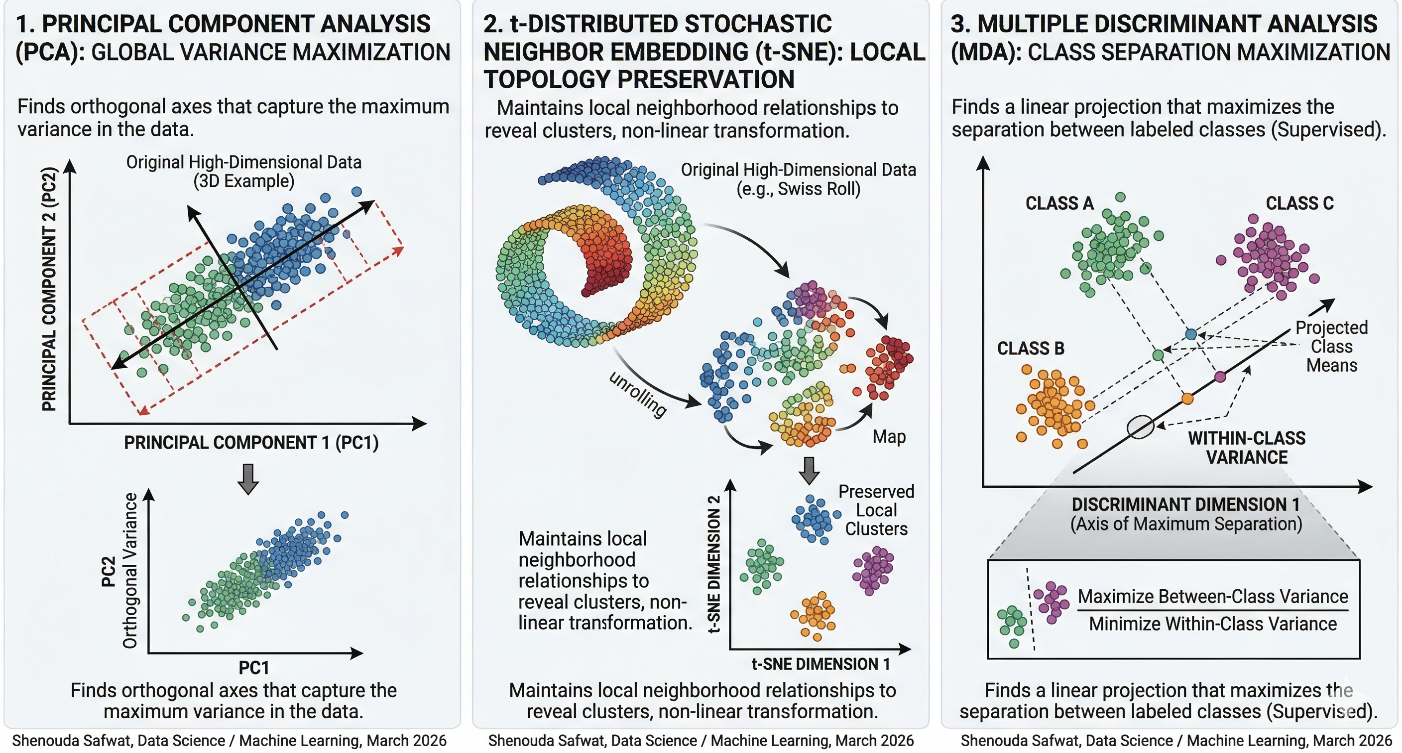 1. PRINCIPAL COMPONENT ANALYSIS
(PCA): GLOBAL VARIANCE MAXIMIZATION
Finds orthogonal axes that capture the maximum
variance in the data.
Original High-Dimensional Data
(3D Example)
PRINCIPAL COMPONENT 2 (PC2)
PRINCIPAL COMPONENT 1 (PC1)
PC2
Orthogonal Variance
PC1
Finds orthogonal axes that capture the
maximum variance in the data.
Shenouda Safwat, Data Science / Machine Learning, March 2026
2. t-DISTRIBUTED STOCHASTIC
NEIGHBOR EMBEDDING (t-SNE): LOCAL
TOPOLOGY PRESERVATION
Maintains local neighborhood relationships to
reveal clusters, non-linear transformation.
Original High-Dimensional Data
(e.g., Swiss Roll)
unrolling
Map
Maintains local
neighborhood
relationships to
reveal clusters, non-
linear transformation.
t-SNE DIMENSION 2
Preserved
Local
Clusters
t-SNE DIMENSION 1
Maintains local neighborhood relationships to
reveal clusters, non-linear transformation.
Shenouda Safwat, Data Science / Machine Learning, March 2026
3. MULTIPLE DISCRIMINANT ANALYSIS
(MDA): CLASS SEPARATION MAXIMIZATION
Finds a linear projection that maximizes the
separation between labeled classes (Supervised).
CLASS A
CLASS C
CLASS B
Projected
Class
Means
WITHIN-CLASS
VARIANCE
DISCRIMINANT DIMENSION 1
(Axis of Maximum Separation)
Maximize Between-Class Variance
Minimize Within-Class Variance
Finds a linear projection that maximizes the
separation between labeled classes (Supervised).
Shenouda Safwat, Data Science / Machine Learning, March 2026